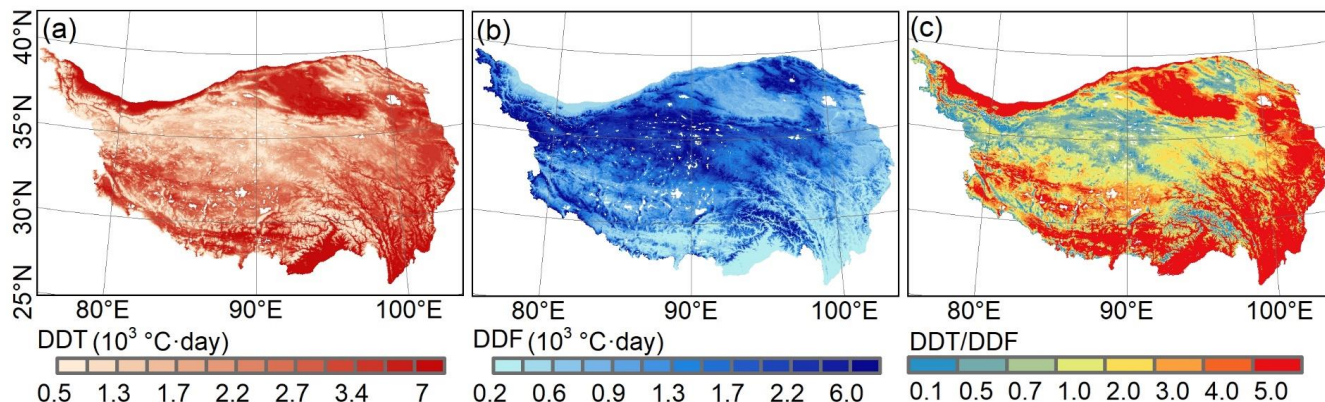 (a)
(b)
(c)
40°N
35°N
30°N
25°N
80°E 90°E 100°E
80°E 90°E 100°E
80°E 90°E 100°E
DDT (10³ °C·day)
0.5 1.3 1.7 2.2 2.7 3.4 7
DDF (10³ °C·day)
0.2 0.6 0.9 1.3 1.7 2.2 6.0
DDT/DDF
0.1 0.5 0.7 1.0 2.0 3.0 4.0 5.0